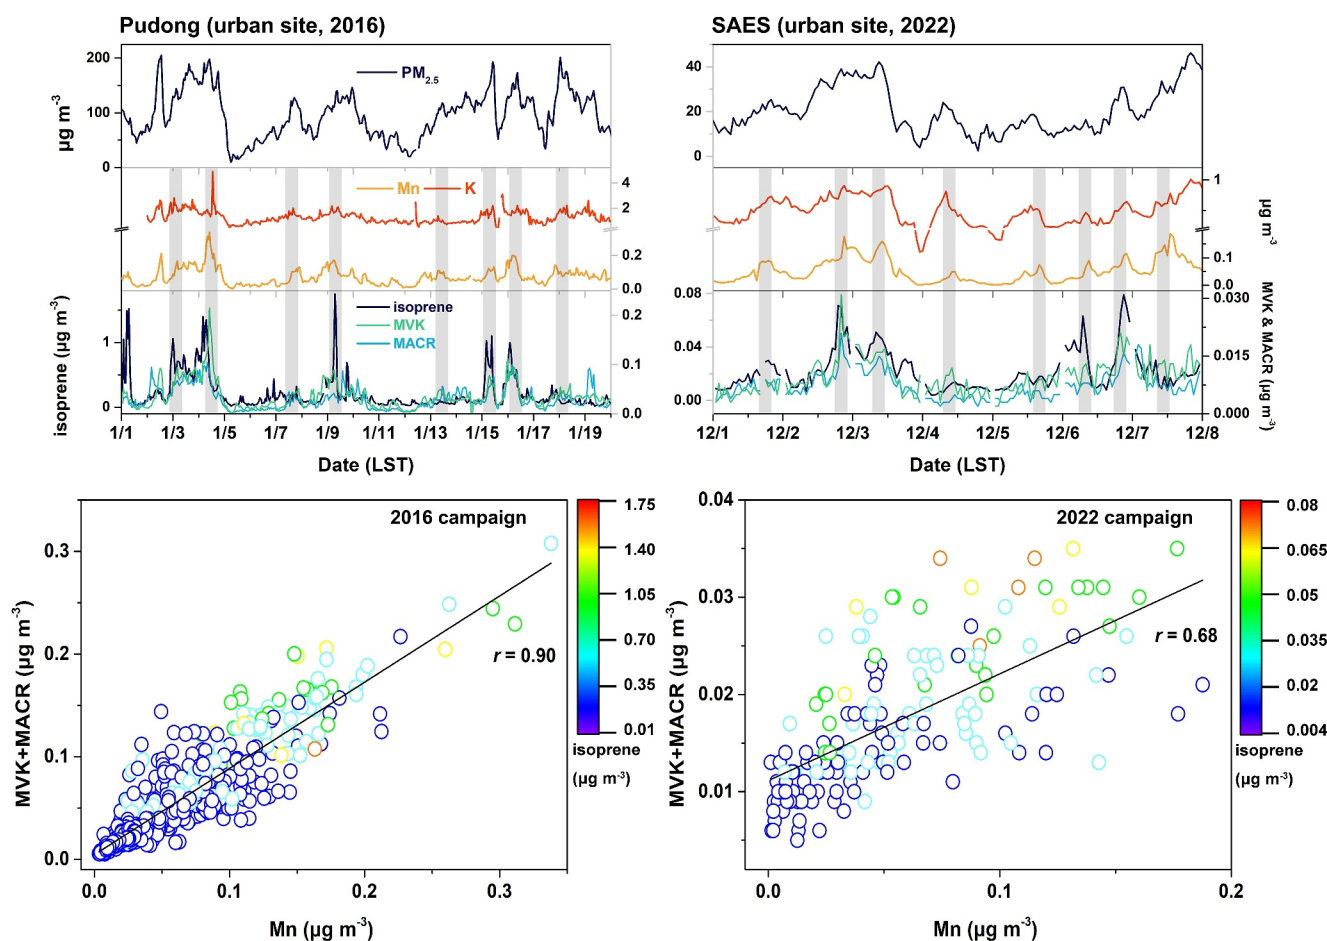 Pudong (urban site, 2016)
SAES (urban site, 2022)
200
100
0
µg m-3
PM2.5
40
20
0
Mn K
4
2
0.2
0.0
1
0.1
0.0
µg m-3
isoprene
MVK
MACR
1
0
isoprene (µg m-3)
0.2
0.1
0.0
0.08
0.04
0.00
0.030
0.015
0.000
MVK & MACR (µg m-3)
1/1 1/3 1/5 1/7 1/9 1/11 1/13 1/15 1/17 1/19
12/1 12/2 12/3 12/4 12/5 12/6 12/7 12/8
Date (LST)
Date (LST)
2016 campaign
r = 0.90
0.3
0.2
0.1
0.0
MVK+MACR (µg m-3)
0.0 0.1 0.2 0.3
Mn (µg m-3)
1.75
1.40
1.05
0.70
0.35
0.01
isoprene
(µg m-3)
2022 campaign
r = 0.68
0.04
0.03
0.02
0.01
MVK+MACR (µg m-3)
0.0 0.1 0.2
Mn (µg m-3)
0.08
0.065
0.05
0.035
0.02
0.004
isoprene
(µg m-3)